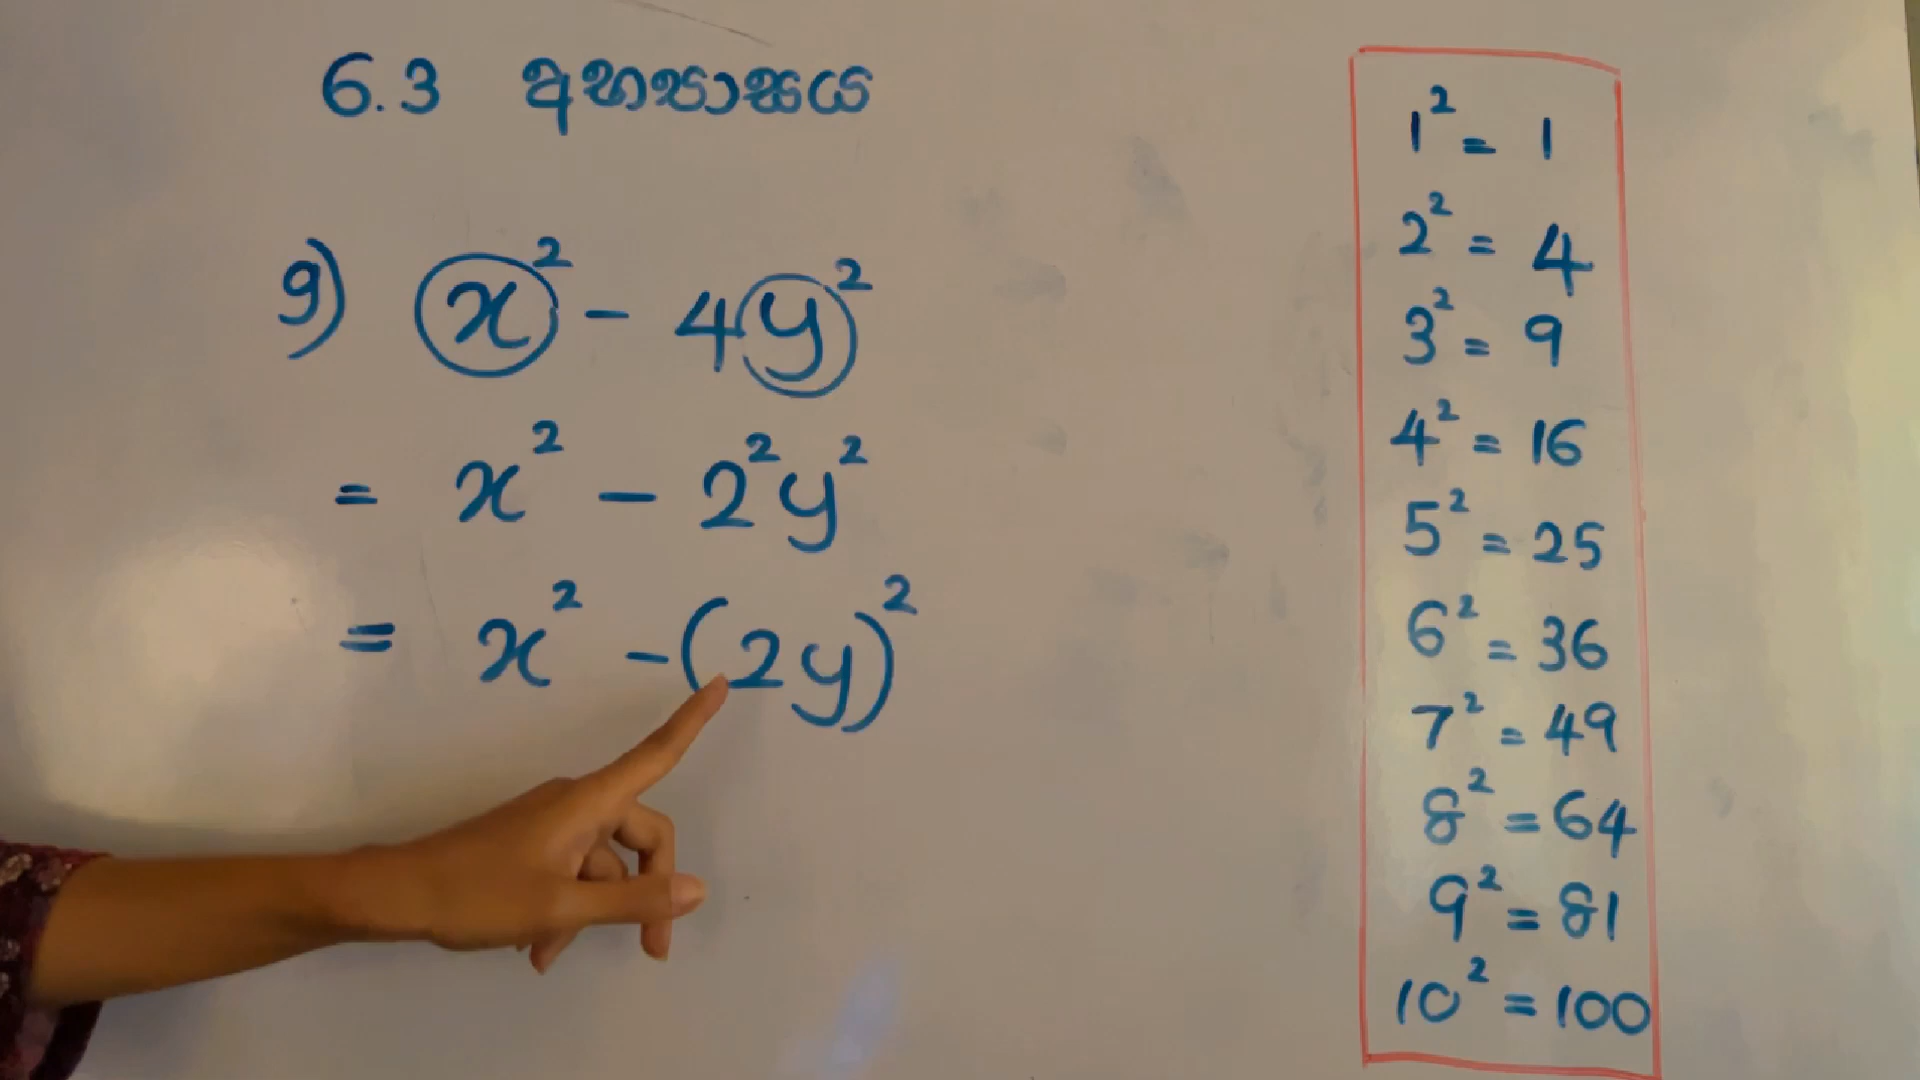 6.3 අභ්‍යාසය
9) x² - 4y²
= x² - 2²y²
= x² - (2y)²
1² = 1
2² = 4
3² = 9
4² = 16
5² = 25
6² = 36
7² = 49
8² = 64
9² = 81
10² = 100